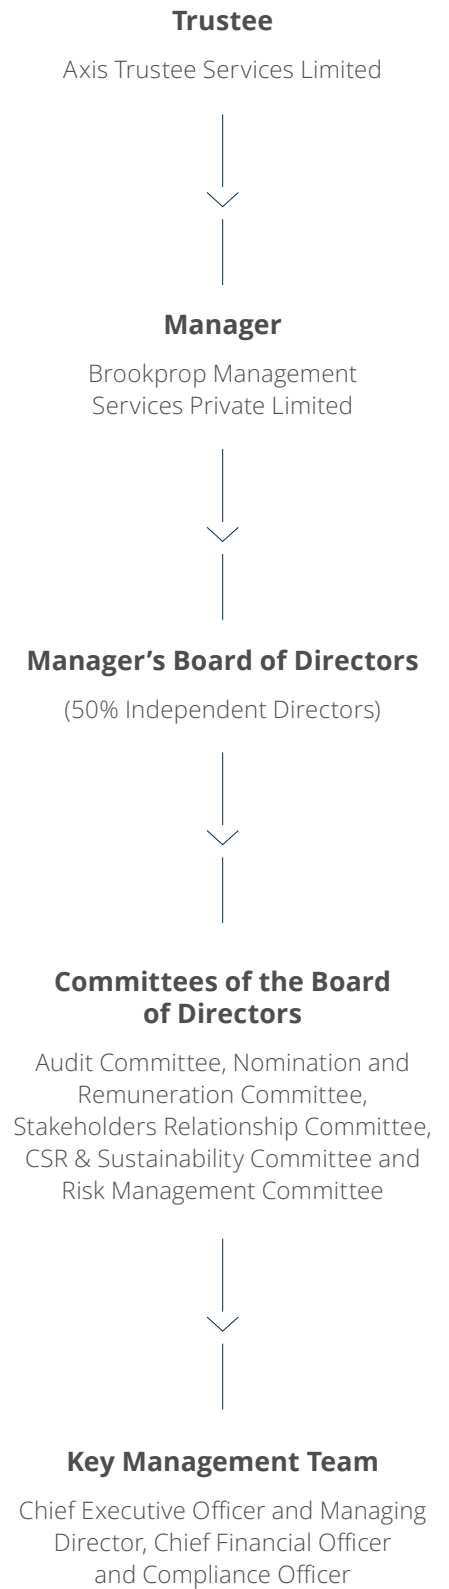 Trustee
Axis Trustee Services Limited
Manager
Brookprop Management
Services Private Limited
Manager’s Board of Directors
(50% Independent Directors)
Committees of the Board
of Directors
Audit Committee, Nomination and
Remuneration Committee,
Stakeholders Relationship Committee,
CSR & Sustainability Committee and
Risk Management Committee
Key Management Team
Chief Executive Officer and Managing
Director, Chief Financial Officer
and Compliance Officer